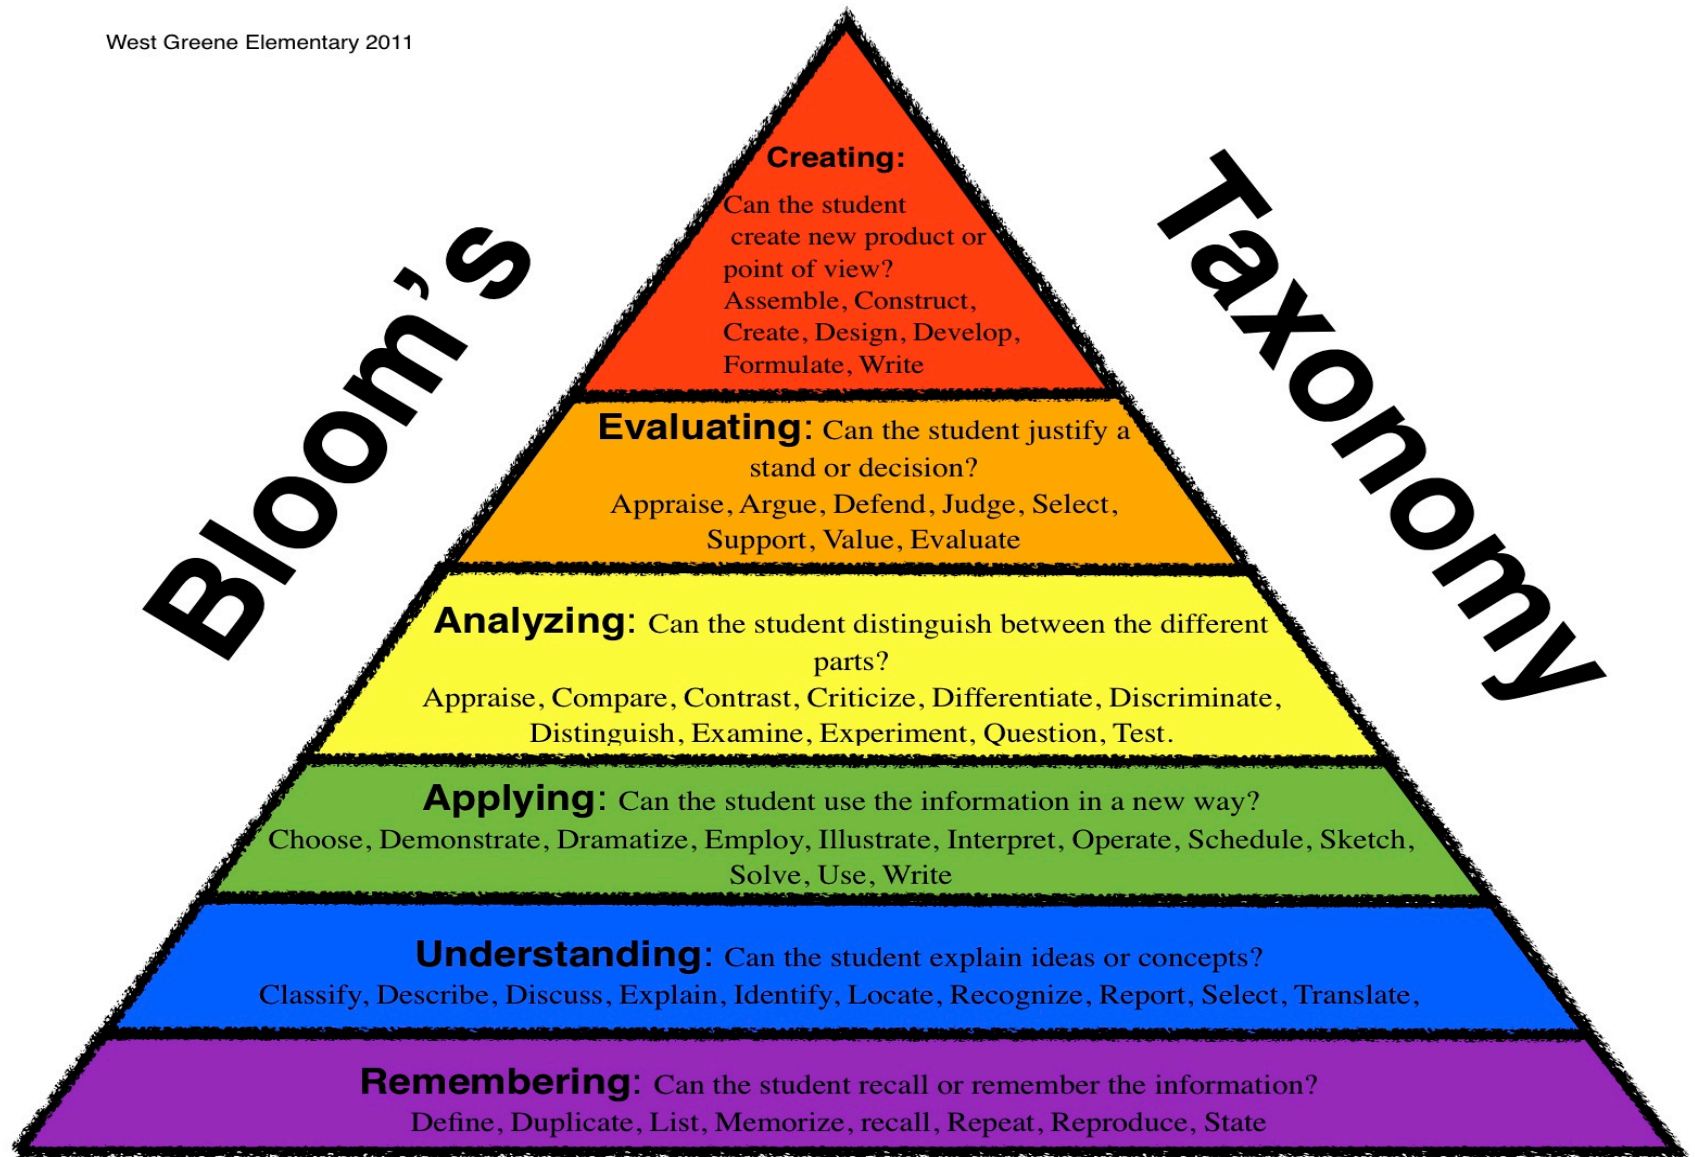 West Greene Elementary 2011
Bloom's
Taxonomy
Creating:
Can the student
create new product or
point of view?
Assemble, Construct,
Create, Design, Develop,
Formulate, Write
Evaluating: Can the student justify a
stand or decision?
Appraise, Argue, Defend, Judge, Select,
Support, Value, Evaluate
Analyzing: Can the student distinguish between the different
parts?
Appraise, Compare, Contrast, Criticize, Differentiate, Discriminate,
Distinguish, Examine, Experiment, Question, Test.
Applying: Can the student use the information in a new way?
Choose, Demonstrate, Dramatize, Employ, Illustrate, Interpret, Operate, Schedule, Sketch,
Solve, Use, Write
Understanding: Can the student explain ideas or concepts?
Classify, Describe, Discuss, Explain, Identify, Locate, Recognize, Report, Select, Translate,
Remembering: Can the student recall or remember the information?
Define, Duplicate, List, Memorize, recall, Repeat, Reproduce, State